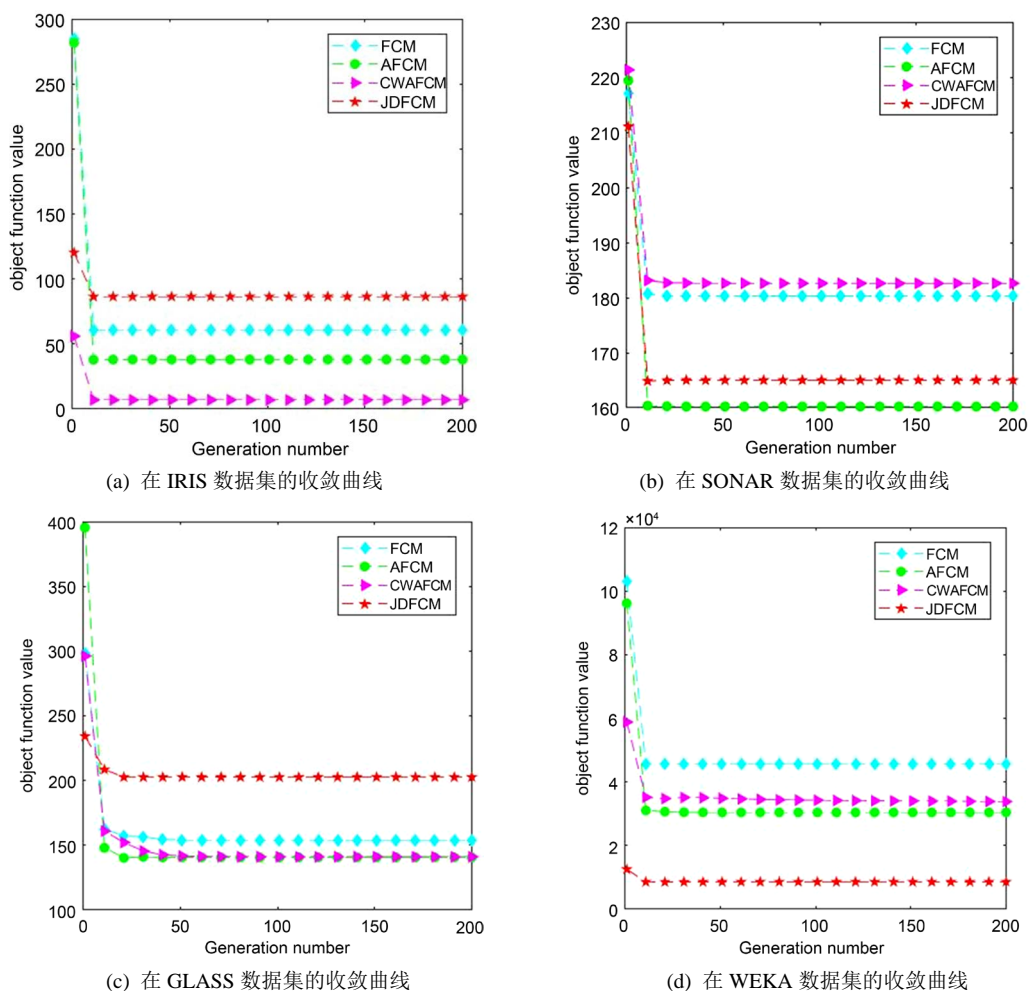 300
250
200
150
100
50
0
object function value
FCM
AFCM
CWAFCM
JDFCM
0 50 100 150 200
Generation number
(a) 在 IRIS 数据集的收敛曲线
230
220
210
200
190
180
170
160
object function value
FCM
AFCM
CWAFCM
JDFCM
0 50 100 150 200
Generation number
(b) 在 SONAR 数据集的收敛曲线
400
350
300
250
200
150
100
object function value
FCM
AFCM
CWAFCM
JDFCM
0 50 100 150 200
Generation number
(c) 在 GLASS 数据集的收敛曲线
×10⁴
12
10
8
6
4
2
0
object function value
FCM
AFCM
CWAFCM
JDFCM
0 50 100 150 200
Generation number
(d) 在 WEKA 数据集的收敛曲线